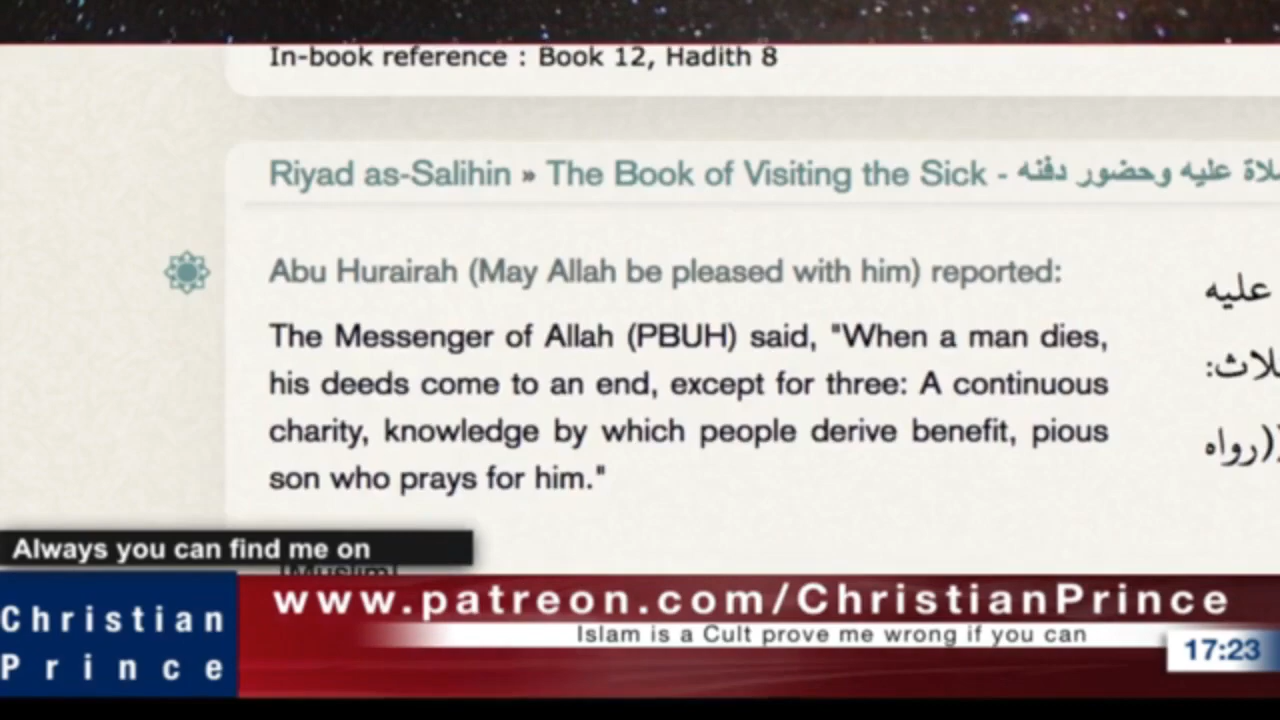 In-book reference : Book 12, Hadith 8
Riyad as-Salihin » The Book of Visiting the Sick - عليه وحضور دفنه
Abu Hurairah (May Allah be pleased with him) reported:
عليه
The Messenger of Allah (PBUH) said, "When a man dies,
his deeds come to an end, except for three: A continuous
charity, knowledge by which people derive benefit, pious
son who prays for him."
((رواه
Always you can find me on
[Muslim]
Christian
Prince
www.patreon.com/ChristianPrince
Islam is a Cult prove me wrong if you can
17:23